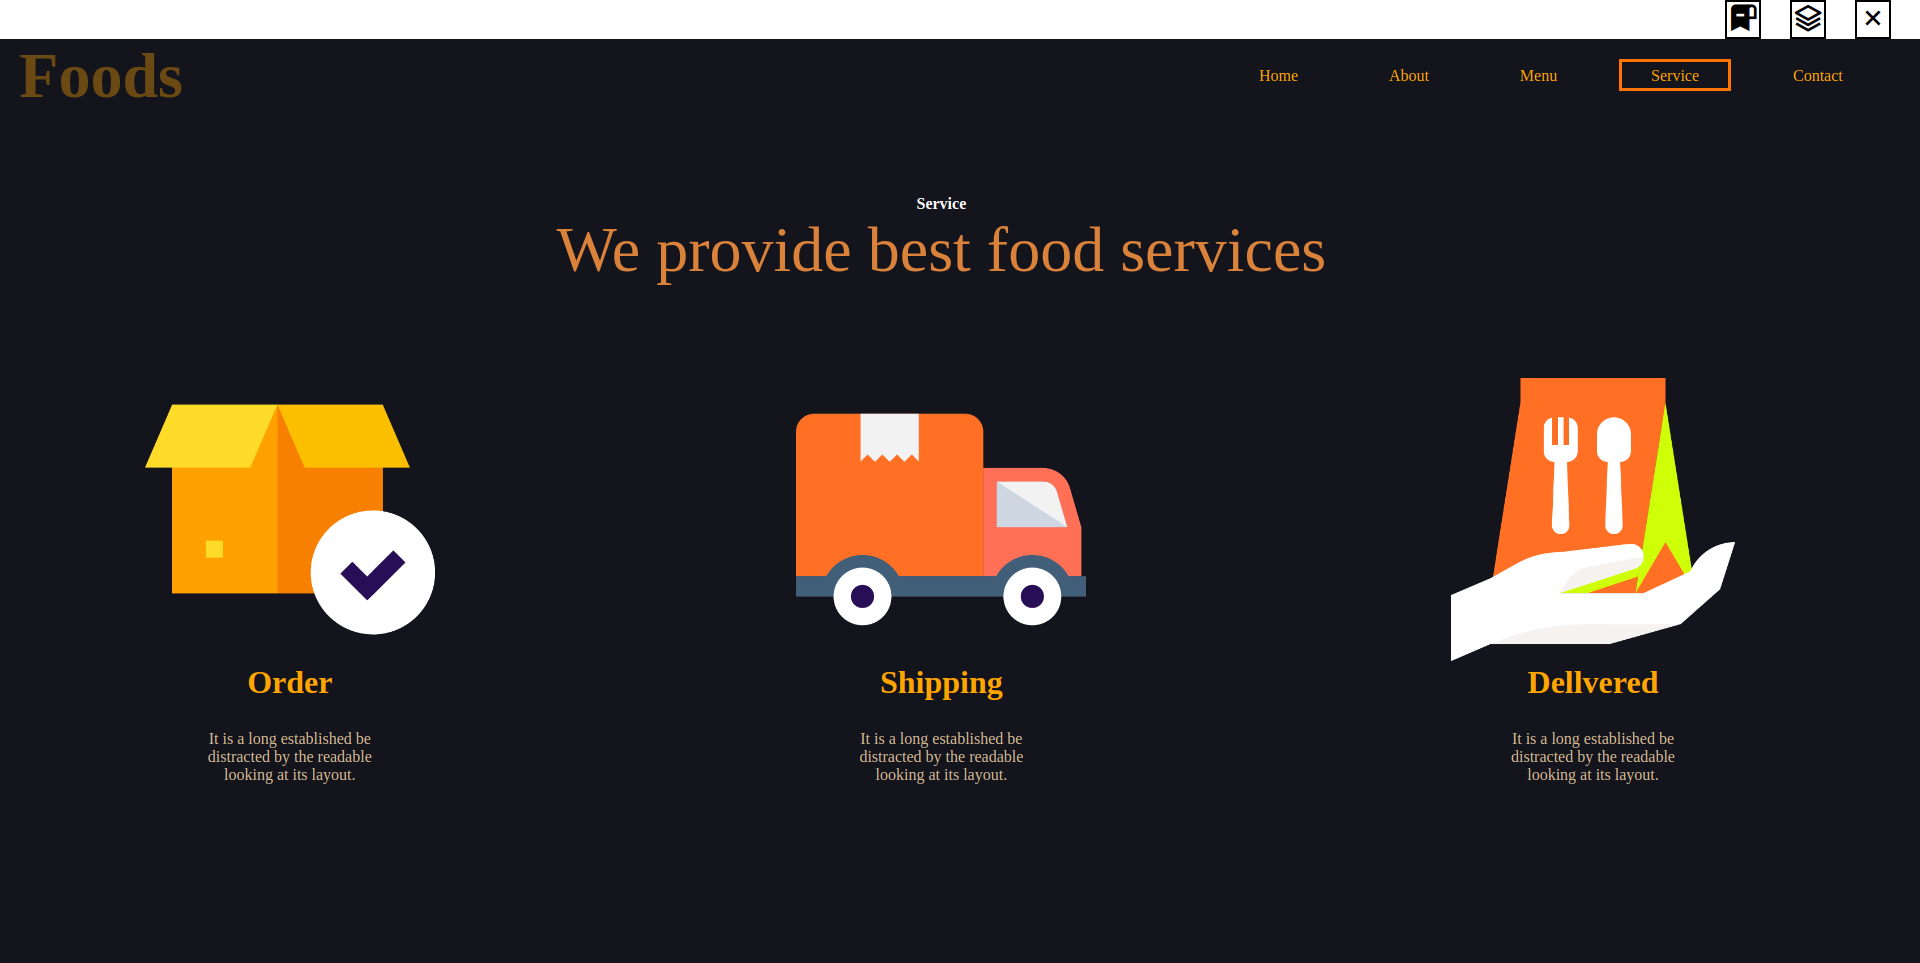 Foods
Home
About
Menu
Service
Contact
Service
We provide best food services
Order
It is a long established be
distracted by the readable
looking at its layout.
Shipping
It is a long established be
distracted by the readable
looking at its layout.
Dellvered
It is a long established be
distracted by the readable
looking at its layout.